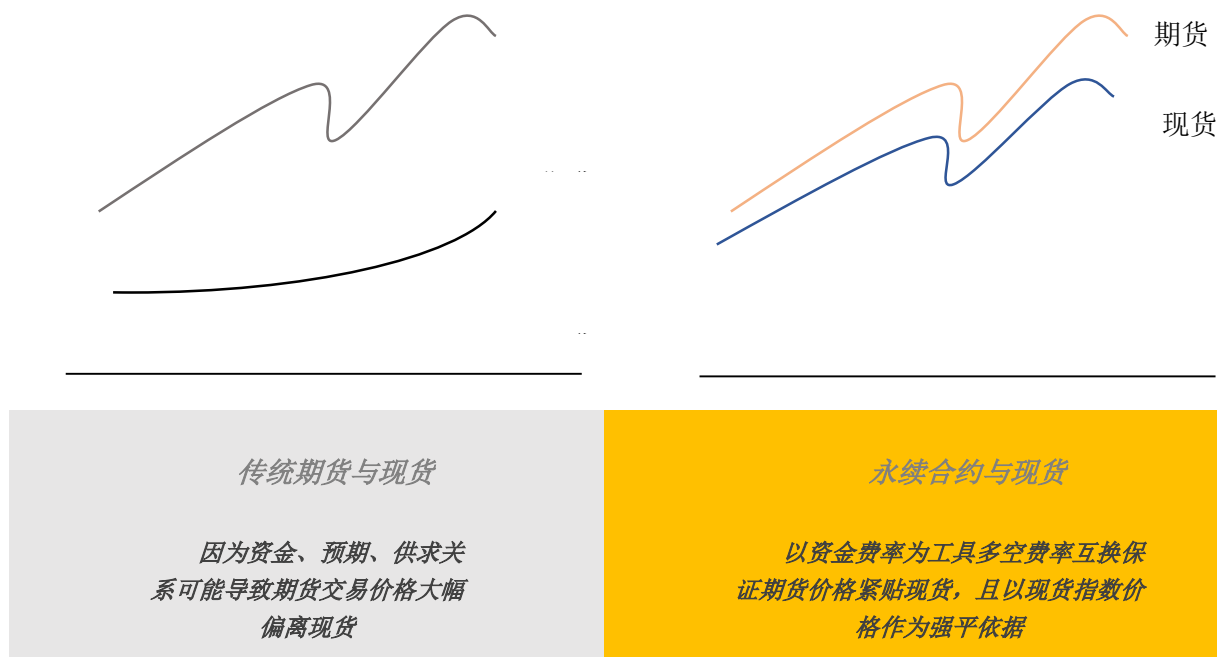 期货
现货
传统期货与现货
因为资金、预期、供求关
系可能导致期货交易价格大幅
偏离现货
永续合约与现货
以资金费率为工具多空费率互换保
证期货价格紧贴现货，且以现货指数价
格作为强平依据